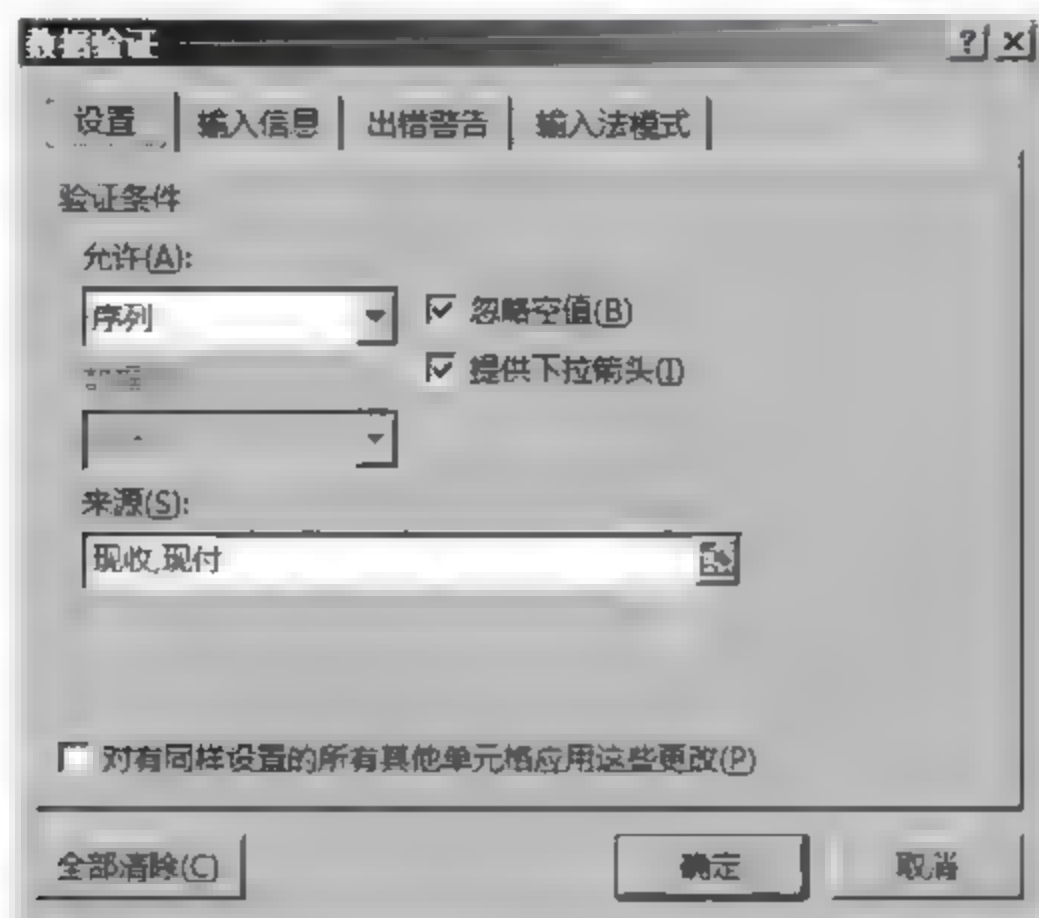 数据验证
设置 输入信息 出错警告 输入法模式
验证条件
允许(A):
序列
忽略空值(B)
提供下拉箭头(I)
来源(S):
现收,现付
对有同样设置的所有其他单元格应用这些更改(P)
全部清除(C) 确定 取消